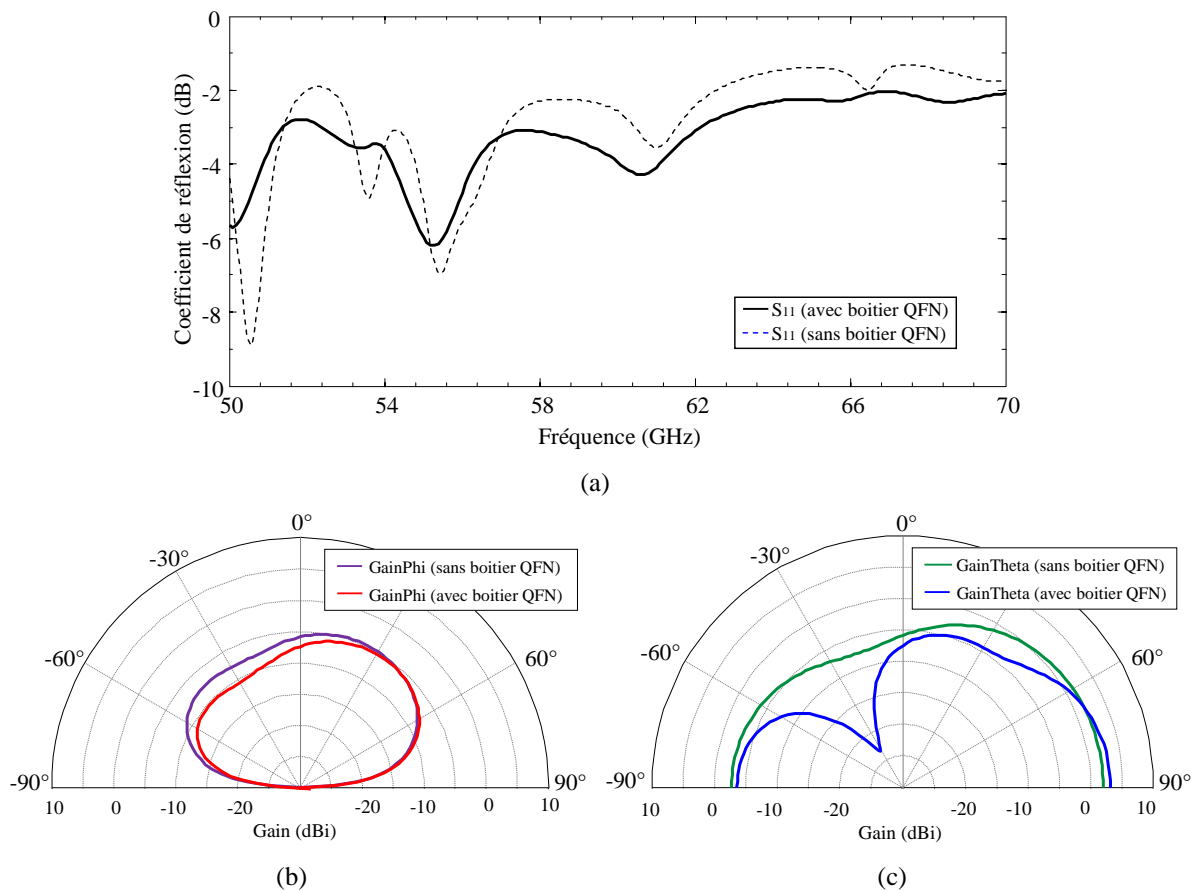 0
-2
-4
-6
-8
-10
Coefficient de réflexion (dB)
S11 (avec boitier QFN)
S11 (sans boitier QFN)
50 54 58 62 66 70
Fréquence (GHz)
(a)
0°
-30°
-60°
60°
-90°
90°
GainPhi (sans boitier QFN)
GainPhi (avec boitier QFN)
10 0 -10 -20 -20 -10 0 10
Gain (dBi)
(b)
0°
-30°
-60°
60°
-90°
90°
GainTheta (sans boitier QFN)
GainTheta (avec boitier QFN)
10 0 -10 -20 -20 -10 0 10
Gain (dBi)
(c)